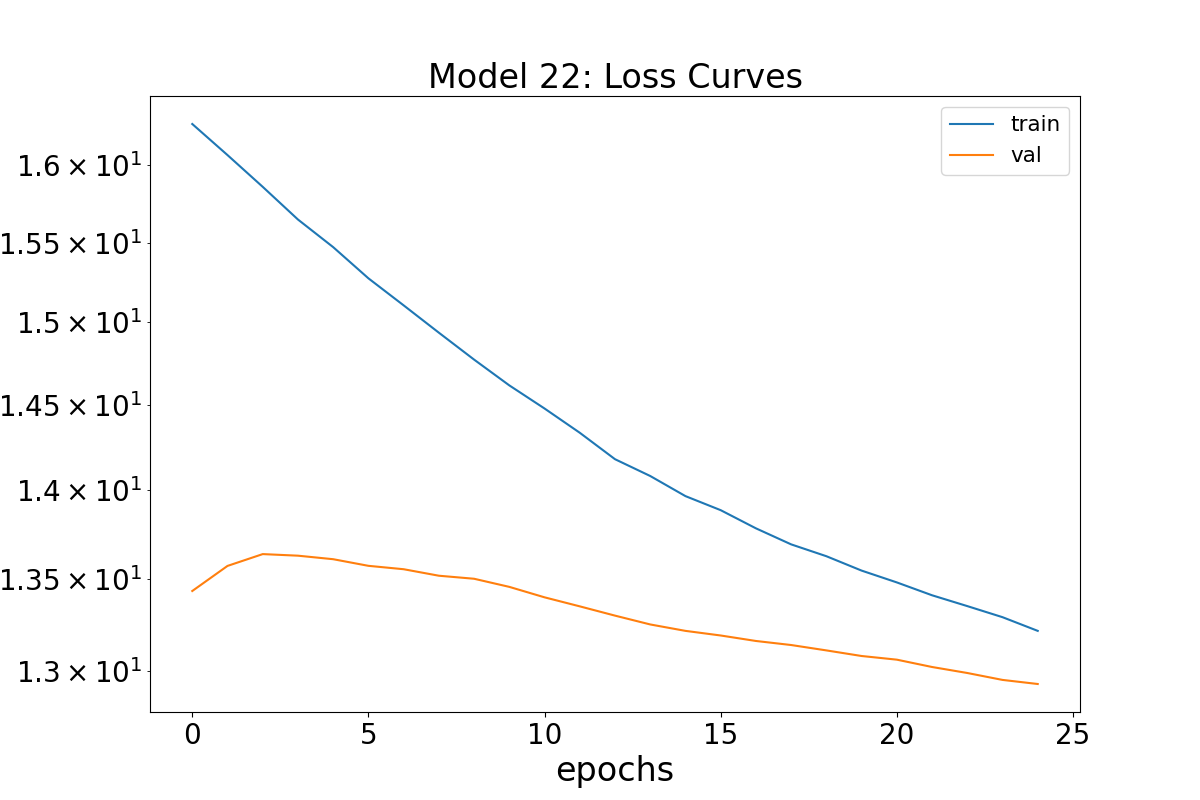 Model 22: Loss Curves
train
val
1.6 × 10¹
1.55 × 10¹
1.5 × 10¹
1.45 × 10¹
1.4 × 10¹
1.35 × 10¹
1.3 × 10¹
0 5 10 15 20 25
epochs